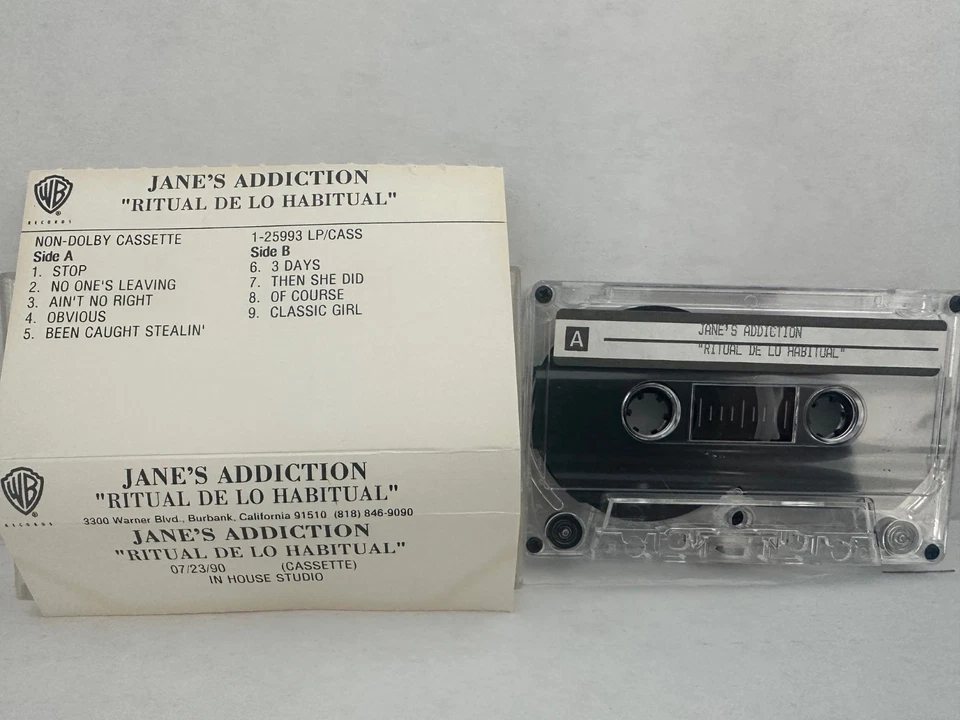 WB
®
RECORDS
JANE'S ADDICTION
"RITUAL DE LO HABITUAL"
NON-DOLBY CASSETTE
Side A
1. STOP
2. NO ONE'S LEAVING
3. AIN'T NO RIGHT
4. OBVIOUS
5. BEEN CAUGHT STEALIN'
1-25993 LP/CASS
Side B
6. 3 DAYS
7. THEN SHE DID
8. OF COURSE
9. CLASSIC GIRL
WB
®
RECORDS
JANE'S ADDICTION
"RITUAL DE LO HABITUAL"
3300 Warner Blvd., Burbank, California 91510 (818) 846-9090
JANE'S ADDICTION
"RITUAL DE LO HABITUAL"
07/23/90 (CASSETTE)
IN HOUSE STUDIO
A
JANE'S ADDICTION
"RITUAL DE LO HABITUAL"